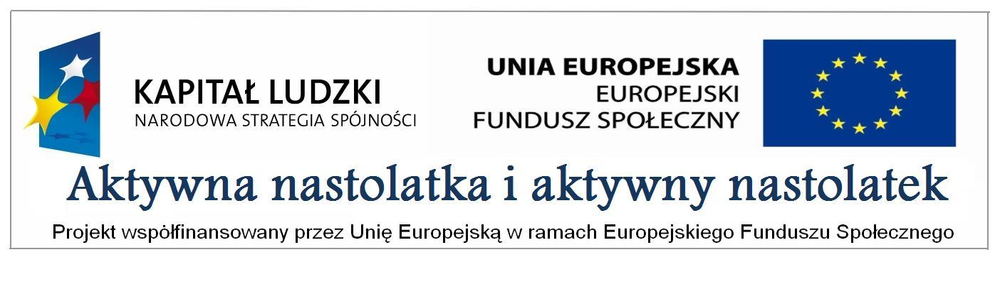 KAPITAŁ LUDZKI
NARODOWA STRATEGIA SPÓJNOŚCI
UNIA EUROPEJSKA
EUROPEJSKI
FUNDUSZ SPOŁECZNY
Aktywna nastolatka i aktywny nastolatek
Projekt współfinansowany przez Unię Europejską w ramach Europejskiego Funduszu Społecznego